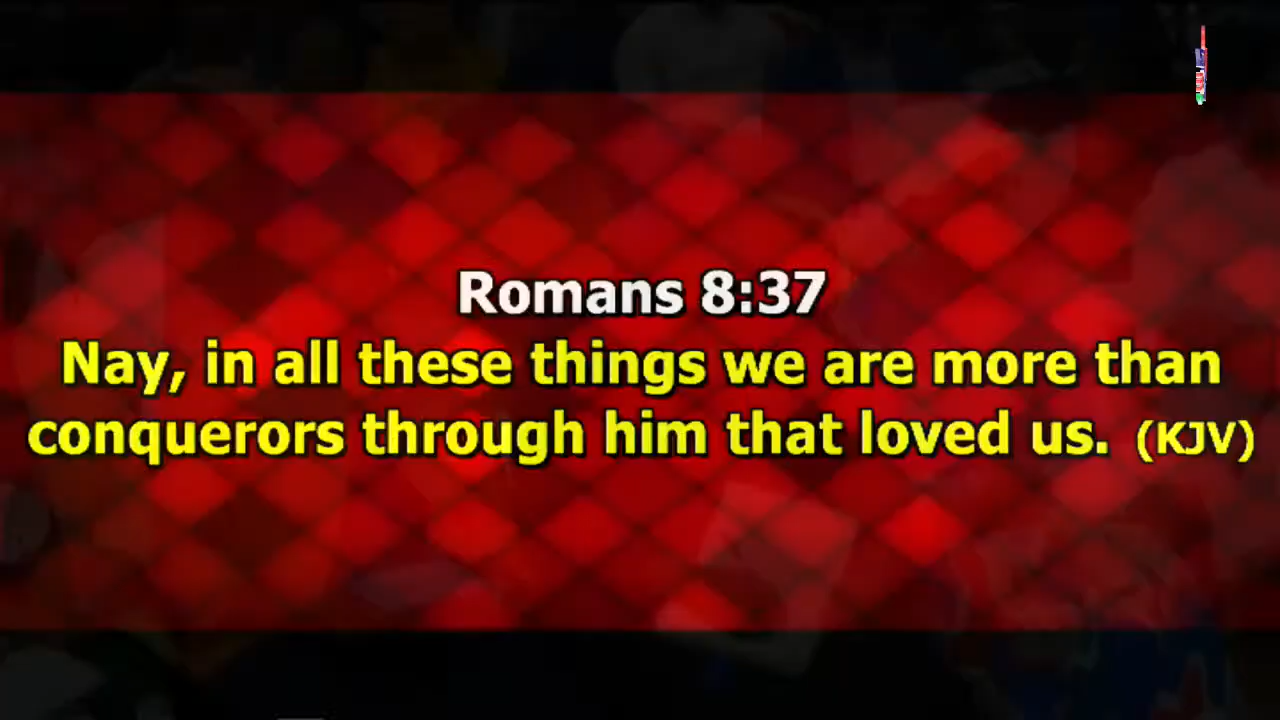 Romans 8:37
Nay, in all these things we are more than
conquerors through him that loved us. (KJV)